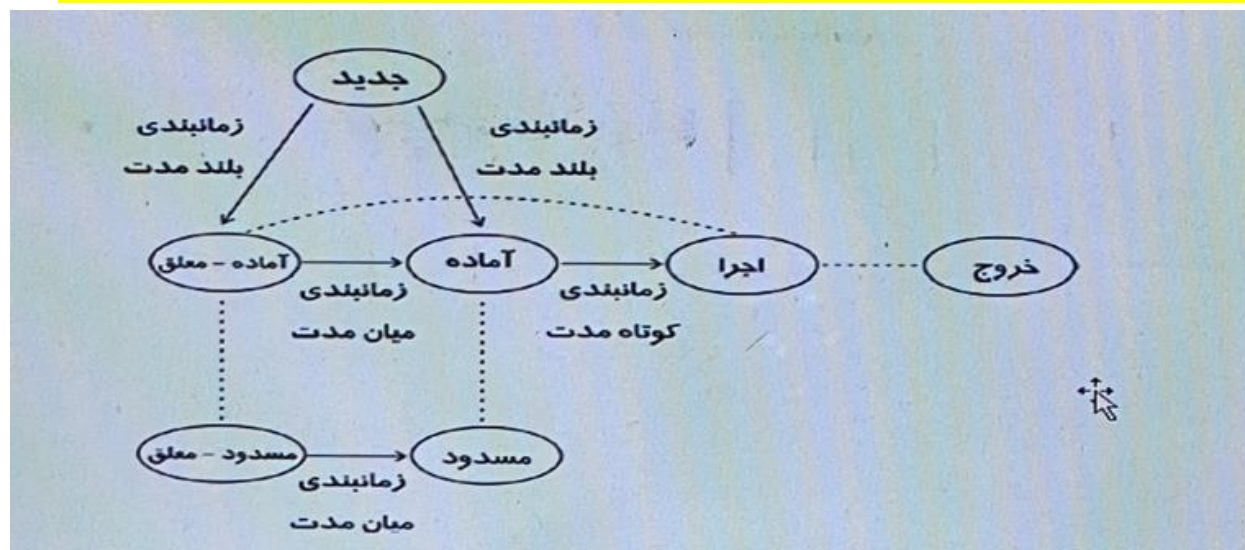 جدید
زمانبندی
بلند مدت
زمانبندی
بلند مدت
اجرا
آماده
آماده - معلق
خروج
زمانبندی
کوتاه مدت
زمانبندی
میان مدت
مسدود
مسدود - معلق
زمانبندی
میان مدت